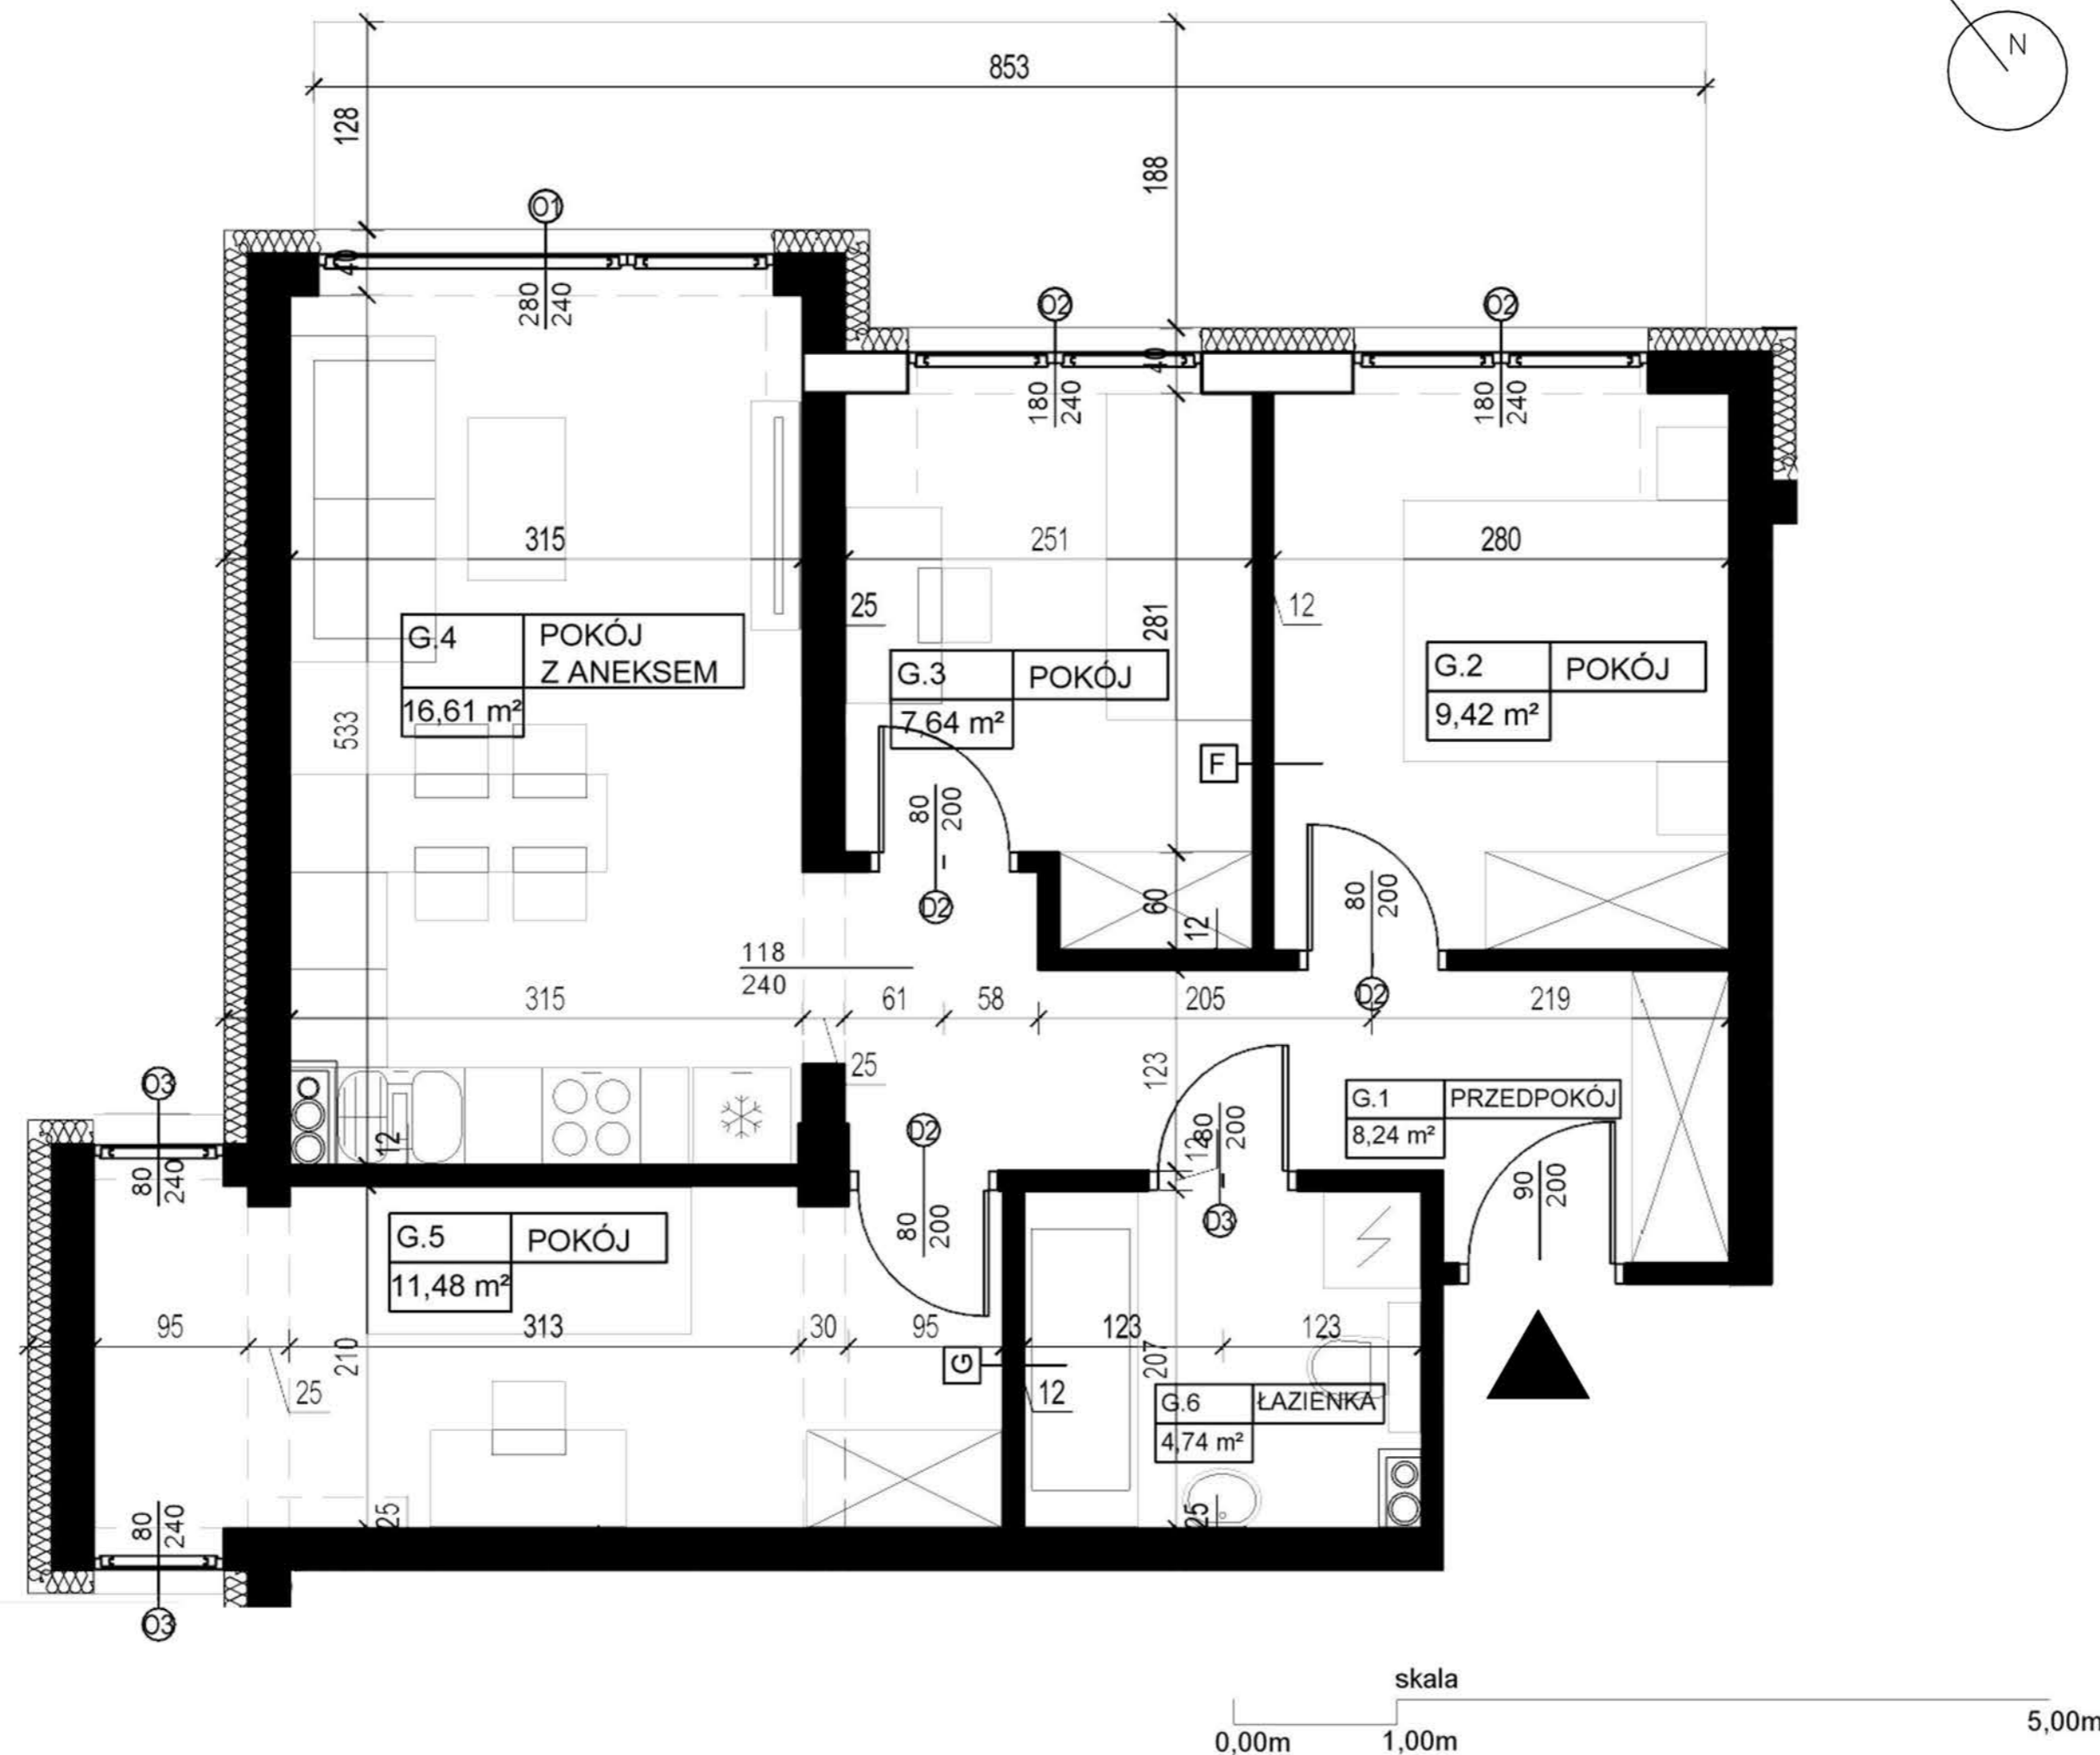 N
853
128
188
O1
40
280
240
O2
O2
40
180
240
180
240
315
251
280
25
281
12
G.4
POKÓJ
Z ANEKSEM
16,61 m²
G.3
POKÓJ
7,64 m²
G.2
POKÓJ
9,42 m²
533
F
80
200
D2
60
12
80
200
D2
118
240
315
61
58
205
219
25
123
O3
12
D2
80
200
12
80
200
D3
G.1
PRZEDPOKÓJ
8,24 m²
90
200
80
240
G.5
POKÓJ
11,48 m²
95
313
30
95
123
123
210
207
25
G
12
G.6
ŁAZIENKA
4,74 m²
80
240
25
25
O3
skala
0,00m
1,00m
5,00m